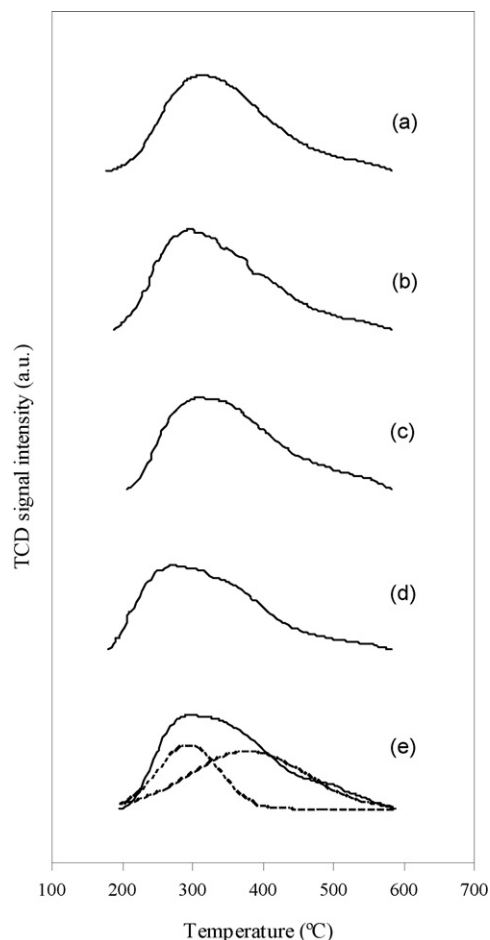 (a)
(b)
(c)
(d)
(e)
TCD signal intensity (a.u.)
100 200 300 400 500 600 700
Temperature (ºC)